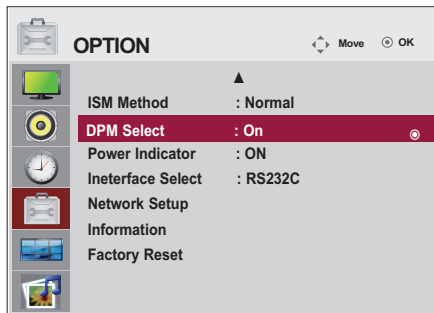 OPTION Move OK
ISM Method : Normal
DPM Select : On
Power Indicator : ON
Ineterface Select : RS232C
Network Setup
Information
Factory Reset